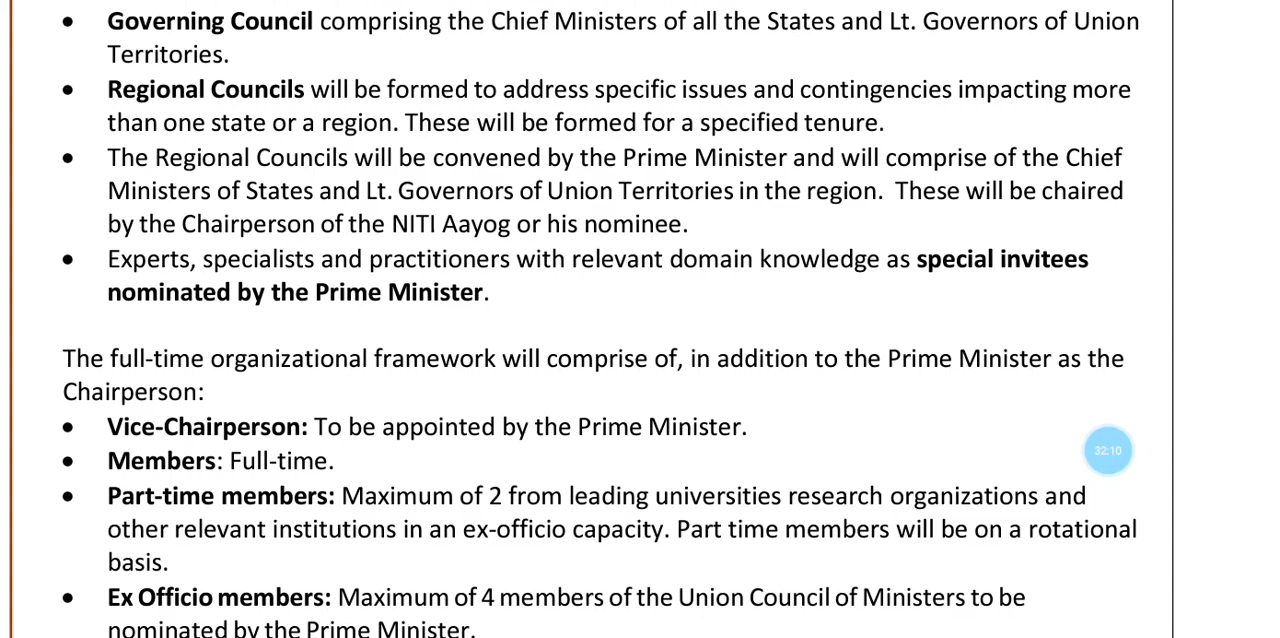 • Governing Council comprising the Chief Ministers of all the States and Lt. Governors of Union
Territories.
• Regional Councils will be formed to address specific issues and contingencies impacting more
than one state or a region. These will be formed for a specified tenure.
• The Regional Councils will be convened by the Prime Minister and will comprise of the Chief
Ministers of States and Lt. Governors of Union Territories in the region. These will be chaired
by the Chairperson of the NITI Aayog or his nominee.
• Experts, specialists and practitioners with relevant domain knowledge as special invitees
nominated by the Prime Minister.
The full-time organizational framework will comprise of, in addition to the Prime Minister as the
Chairperson:
• Vice-Chairperson: To be appointed by the Prime Minister.
• Members: Full-time.
32:10
• Part-time members: Maximum of 2 from leading universities research organizations and
other relevant institutions in an ex-officio capacity. Part time members will be on a rotational
basis.
• Ex Officio members: Maximum of 4 members of the Union Council of Ministers to be
nominated by the Prime Minister.